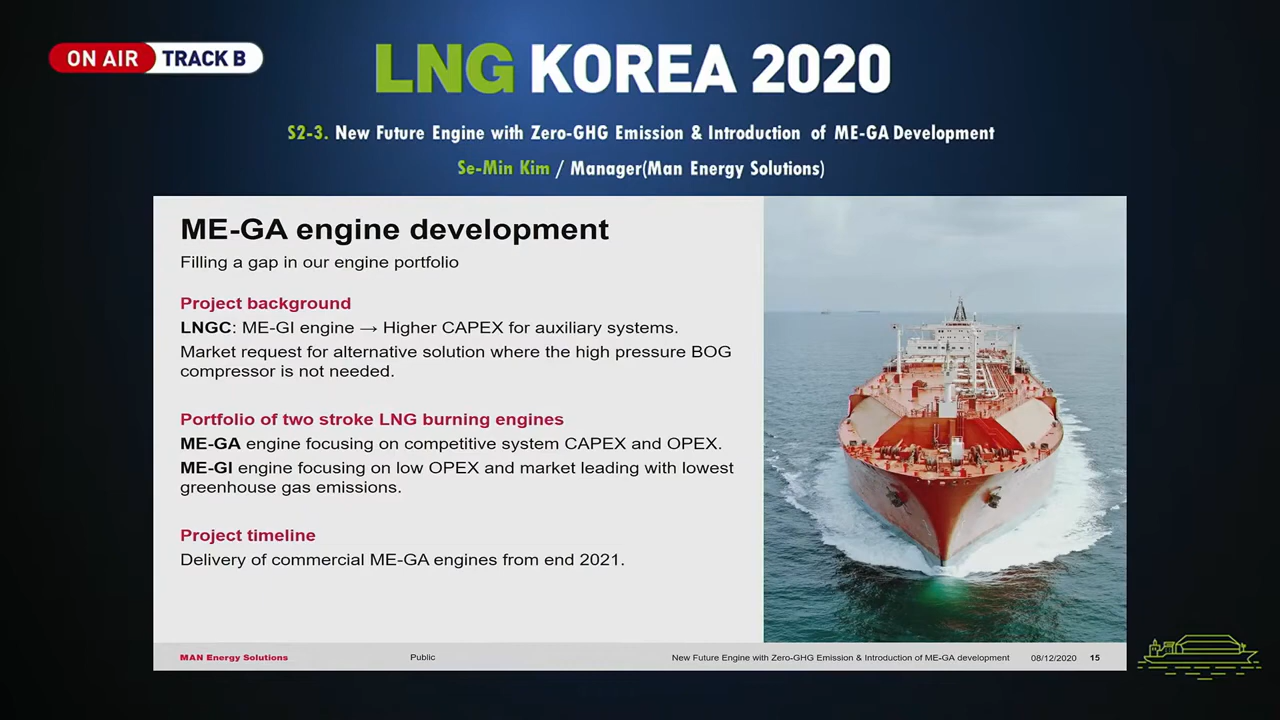 ON AIR TRACK B
LNG KOREA 2020
S2-3. New Future Engine with Zero-GHG Emission & Introduction of ME-GA Development
Se-Min Kim / Manager(Man Energy Solutions)
ME-GA engine development
Filling a gap in our engine portfolio
Project background
LNGC: ME-GI engine → Higher CAPEX for auxiliary systems.
Market request for alternative solution where the high pressure BOG
compressor is not needed.
Portfolio of two stroke LNG burning engines
ME-GA engine focusing on competitive system CAPEX and OPEX.
ME-GI engine focusing on low OPEX and market leading with lowest
greenhouse gas emissions.
Project timeline
Delivery of commercial ME-GA engines from end 2021.
MAN Energy Solutions Public New Future Engine with Zero-GHG Emission & Introduction of ME-GA development 08/12/2020 15